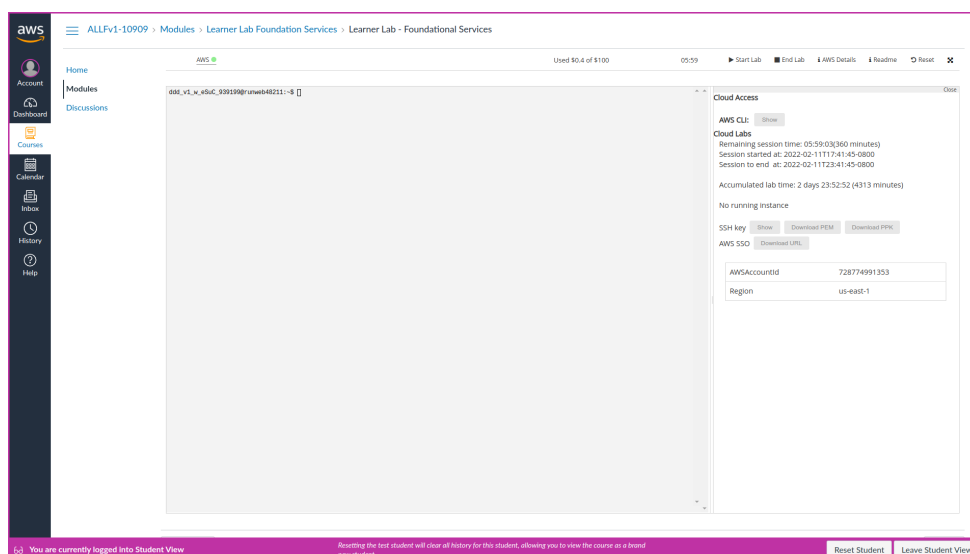 aws
ALLFv1-10909 › Modules › Learner Lab Foundation Services › Learner Lab - Foundational Services
Account
Dashboard
Courses
Calendar
Inbox
History
Help
Home
Modules
Discussions
AWS
Used $0.4 of $100
05:59
Start Lab
End Lab
AWS Details
Readme
Reset
ddd_v1_w_eSuC_939199@runweb48211:~$
Close
Cloud Access
AWS CLI: Show
Cloud Labs
Remaining session time: 05:59:03(360 minutes)
Session started at: 2022-02-11T17:41:45-0800
Session to end at: 2022-02-11T23:41:45-0800
Accumulated lab time: 2 days 23:52:52 (4313 minutes)
No running instance
SSH key Show Download PEM Download PPK
AWS SSO Download URL
AWSAccountId 728774991353
Region us-east-1
You are currently logged into Student View
Resetting the test student will clear all history for this student, allowing you to view the course as a brand
Reset Student
Leave Student View